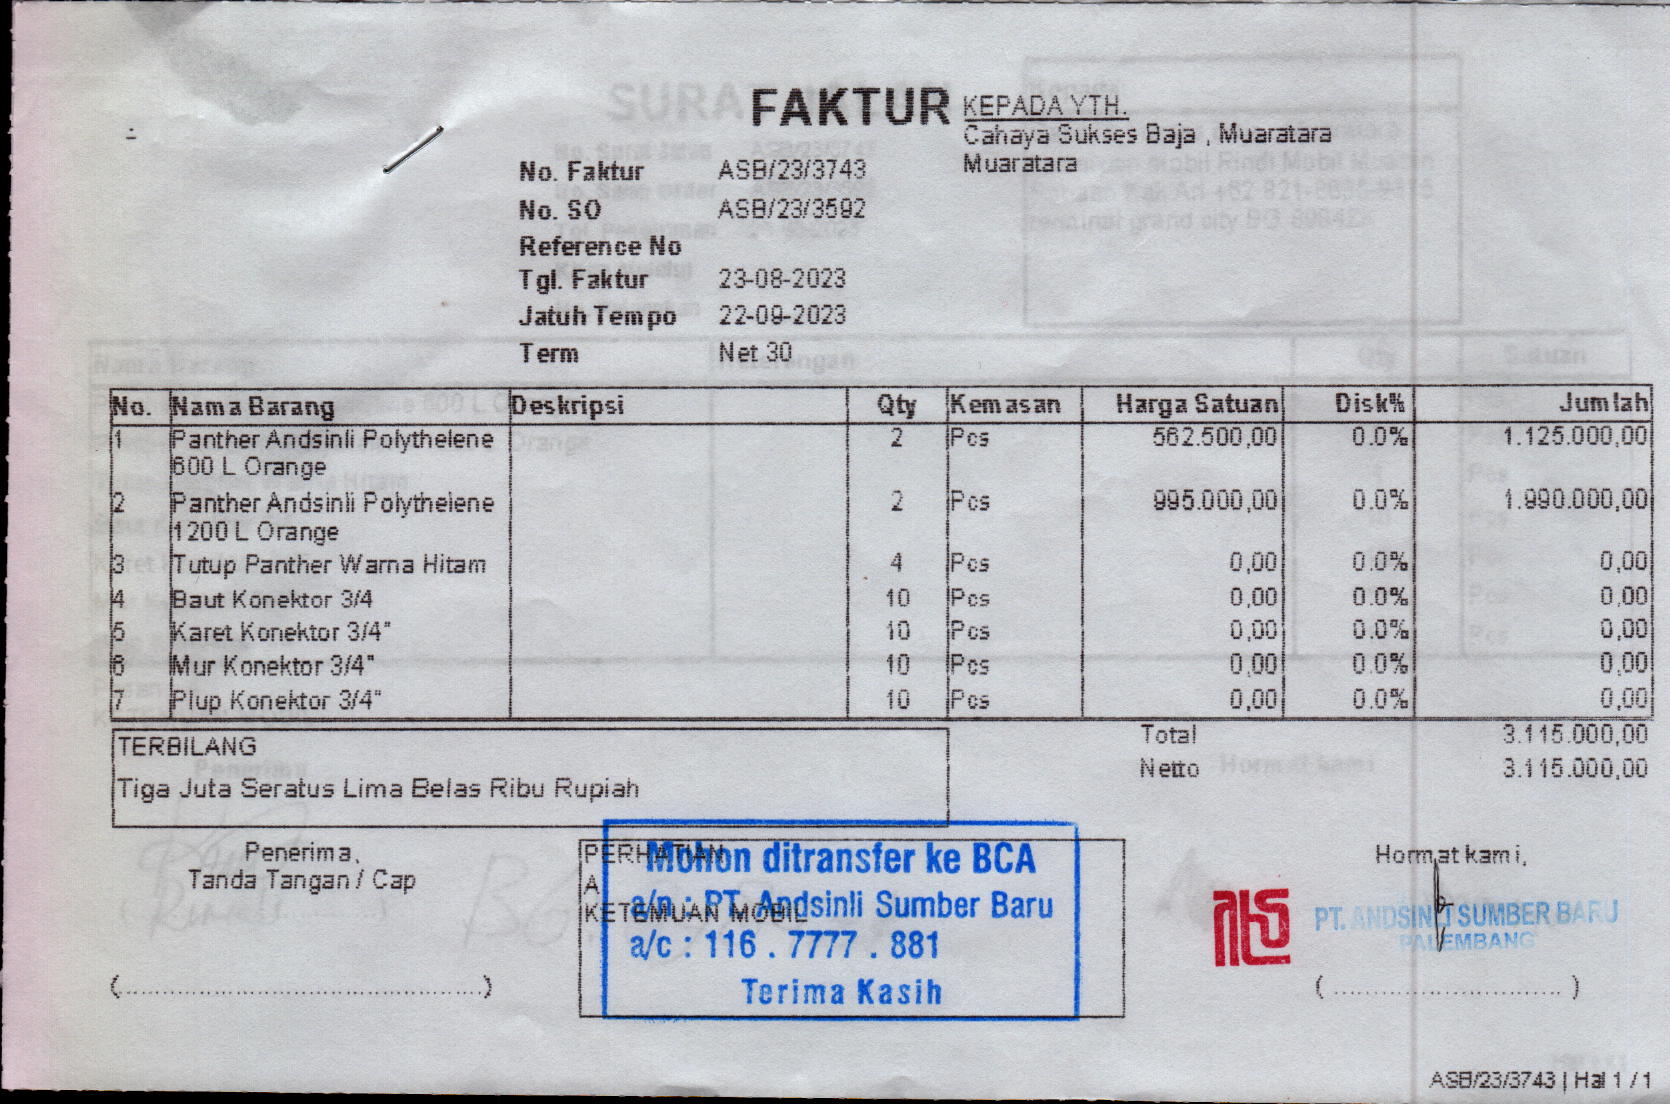 FAKTUR
KEPADA YTH.
Cahaya Sukses Baja , Muaratara
Muaratara
No. Faktur ASB/23/3743
No. SO ASB/23/3592
Reference No
Tgl. Faktur 23-08-2023
Jatuh Tempo 22-09-2023
Term Net 30
No. Nama Barang Deskripsi Qty Kemasan Harga Satuan Disk% Jumlah
1 Panther Andsinli Polythelene 2 Pcs 562.500,00 0.0% 1.125.000,00
600 L Orange
2 Panther Andsinli Polythelene 2 Pcs 995.000,00 0.0% 1.990.000,00
1200 L Orange
3 Tutup Panther Warna Hitam 4 Pcs 0,00 0.0% 0,00
4 Baut Konektor 3/4 10 Pcs 0,00 0.0% 0,00
5 Karet Konektor 3/4" 10 Pcs 0,00 0.0% 0,00
6 Mur Konektor 3/4" 10 Pcs 0,00 0.0% 0,00
7 Plup Konektor 3/4" 10 Pcs 0,00 0.0% 0,00
Total 3.115.000,00
Netto 3.115.000,00
TERBILANG
Tiga Juta Seratus Lima Belas Ribu Rupiah
Penerima,
Tanda Tangan / Cap
(..............................................)
PERHATIAN
A
KETEMUAN MOBIL
Mohon ditransfer ke BCA
a/n : PT. Andsinli Sumber Baru
a/c : 116 . 7777 . 881
Terima Kasih
Hormat kami,
PT. ANDSINLI SUMBER BARU
PALEMBANG
( ............................. )
ASB/23/3743 | Hal 1 / 1